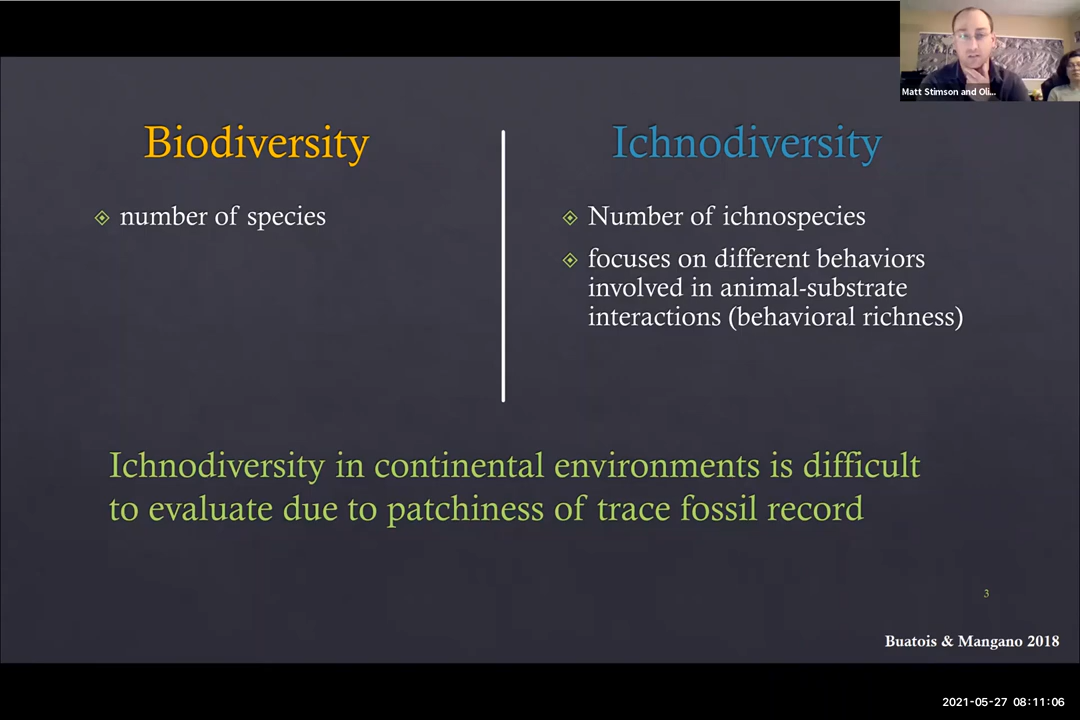 Matt Stimson and Oli...
Biodiversity
number of species
Ichnodiversity
Number of ichnospecies
focuses on different behaviors
involved in animal-substrate
interactions (behavioral richness)
Ichnodiversity in continental environments is difficult
to evaluate due to patchiness of trace fossil record
3
Buatois & Mangano 2018
2021-05-27 08:11:06